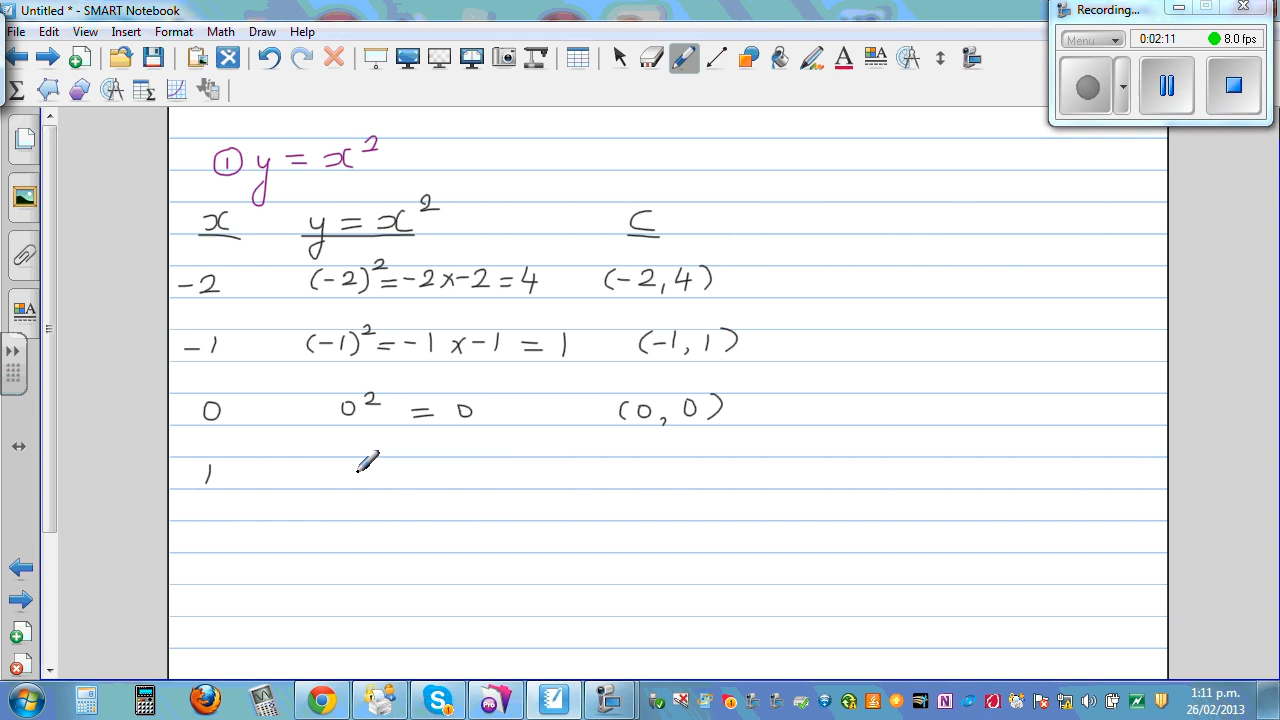 Untitled * - SMART Notebook
Recording...
File Edit View Insert Format Math Draw Help
Menu 0:02:11 8.0 fps
① y = x²
x y = x² C
-2 (-2)² = -2 x -2 = 4 (-2, 4)
-1 (-1)² = -1 x -1 = 1 (-1, 1)
0 0² = 0 (0, 0)
1
1:11 p.m.
26/02/2013